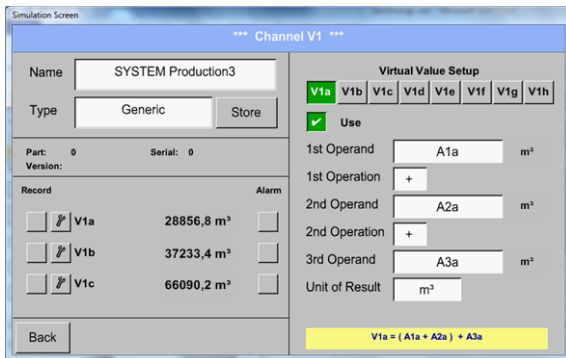 Simulation Screen
*** Channel V1 ***
Name SYSTEM Production3
Type Generic Store
Part: 0 Serial: 0
Version:
Record Alarm
V1a 28856,8 m³
V1b 37233,4 m³
V1c 66090,2 m³
Back
Virtual Value Setup
V1a V1b V1c V1d V1e V1f V1g V1h
Use
1st Operand A1a m³
1st Operation +
2nd Operand A2a m³
2nd Operation +
3rd Operand A3a m³
Unit of Result m³
V1a = ( A1a + A2a ) + A3a